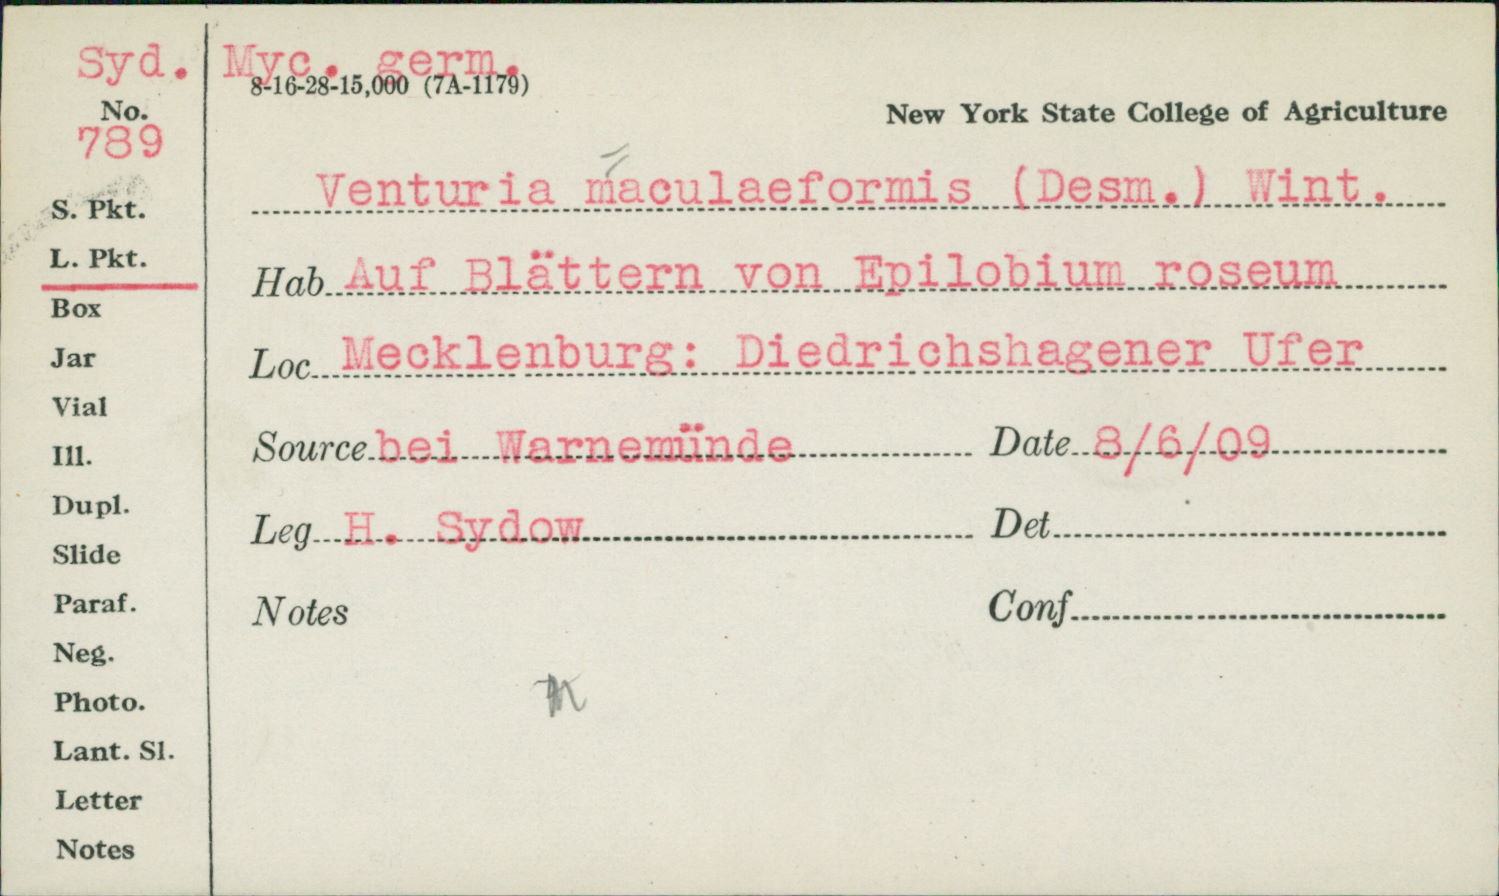 Syd. Myc. germ.
8-16-28-15,000 (7A-1179)
No.
789
New York State College of Agriculture
Venturia maculaeformis (Desm.) Wint.
S. Pkt.
L. Pkt.
Hab Auf Blättern von Epilobium roseum
Box
Jar
Loc Mecklenburg: Diedrichshagener Ufer
Vial
Ill.
Source bei Warnemünde Date 8/6/09
Dupl.
Slide
Leg H. Sydow Det
Paraf.
Notes Conf
Neg.
Photo.
Lant. Sl.
Letter
Notes